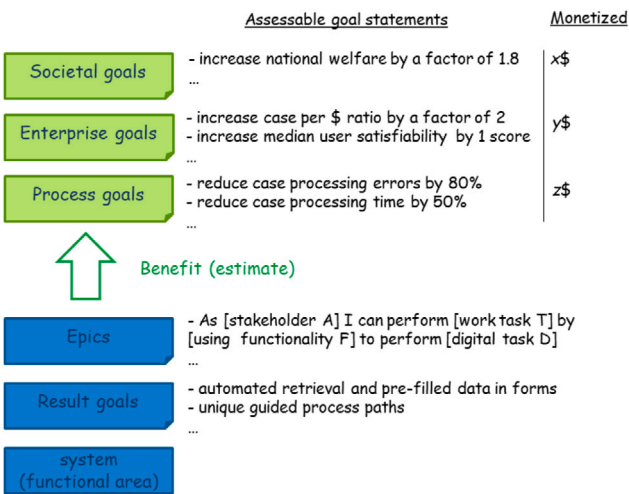 Assessable goal statements
Monetized
Societal goals
- increase national welfare by a factor of 1.8
...
x$
Enterprise goals
- increase case per $ ratio by a factor of 2
- increase median user satisfiability by 1 score
...
y$
Process goals
- reduce case processing errors by 80%
- reduce case processing time by 50%
...
z$
Benefit (estimate)
Epics
- As [stakeholder A] I can perform [work task T] by
[using functionality F] to perform [digital task D]
...
Result goals
- automated retrieval and pre-filled data in forms
- unique guided process paths
...
system
(functional area)